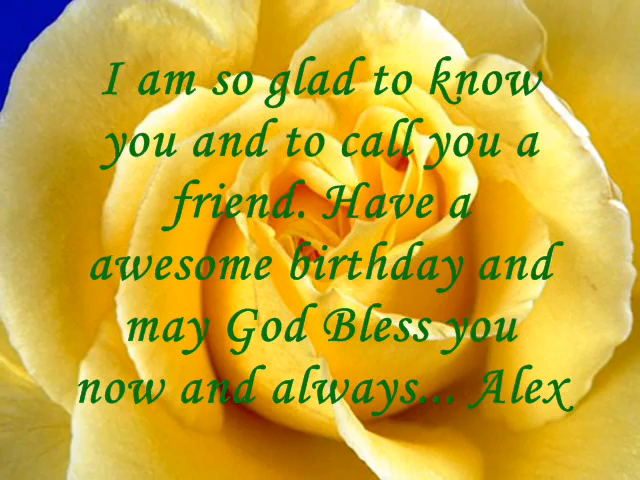 I am so glad to know
you and to call you a
friend. Have a
awesome birthday and
may God Bless you
now and always... Alex